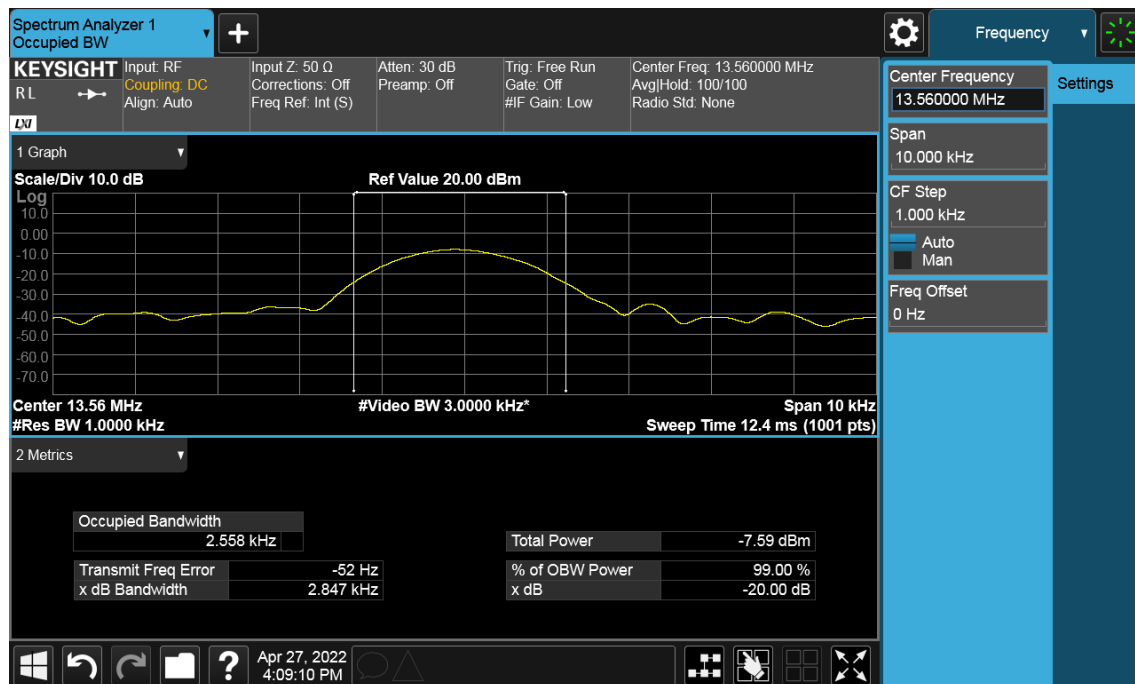 Spectrum Analyzer 1
Occupied BW
+
Frequency
KEYSIGHT
R L
LXI
Input: RF
Coupling: DC
Align: Auto
Input Z: 50 Ω
Corrections: Off
Freq Ref: Int (S)
Atten: 30 dB
Preamp: Off
Trig: Free Run
Gate: Off
#IF Gain: Low
Center Freq: 13.560000 MHz
Avg|Hold: 100/100
Radio Std: None
Center Frequency
13.560000 MHz
Settings
Span
10.000 kHz
CF Step
1.000 kHz
Auto
Man
Freq Offset
0 Hz
1 Graph
Scale/Div 10.0 dB
Ref Value 20.00 dBm
Log
10.0
0.00
-10.0
-20.0
-30.0
-40.0
-50.0
-60.0
-70.0
Center 13.56 MHz
#Video BW 3.0000 kHz*
Span 10 kHz
#Res BW 1.0000 kHz
Sweep Time 12.4 ms (1001 pts)
2 Metrics
Occupied Bandwidth
2.558 kHz
Total Power -7.59 dBm
Transmit Freq Error -52 Hz
% of OBW Power 99.00 %
x dB Bandwidth 2.847 kHz
x dB -20.00 dB
?
Apr 27, 2022
4:09:10 PM